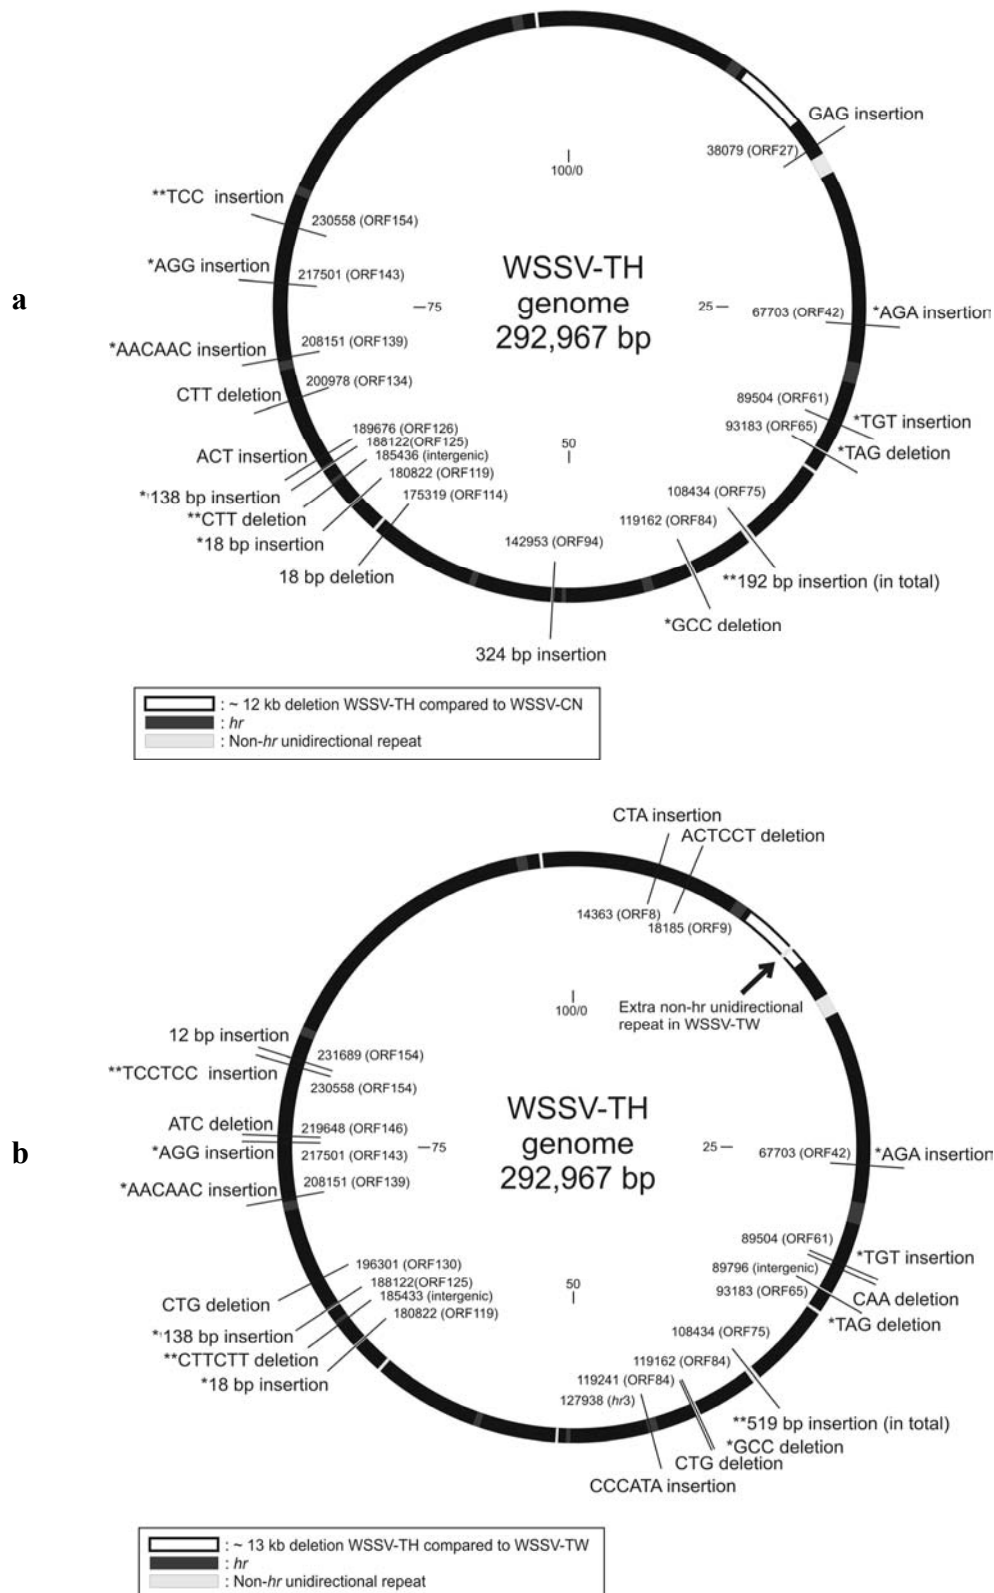 a
GAG insertion
38079 (ORF27)
100/0
**TCC insertion
230558 (ORF154)
*AGG insertion
217501 (ORF143)
WSSV-TH
genome
292,967 bp
75
25
67703 (ORF42)
*AGA insertion
*AACAAC insertion
208151 (ORF139)
CTT deletion
200978 (ORF134)
89504 (ORF61)
*TGT insertion
93183 (ORF65)
*TAG deletion
189676 (ORF126)
188122(ORF125)
ACT insertion
185436 (intergenic)
50
180822 (ORF119)
*138 bp insertion
175319 (ORF114)
108434 (ORF75)
**CTT deletion
119162 (ORF84)
*18 bp insertion
142953 (ORF94)
18 bp deletion
**192 bp insertion (in total)
*GCC deletion
324 bp insertion
: ~ 12 kb deletion WSSV-TH compared to WSSV-CN
: hr
: Non-hr unidirectional repeat
b
CTA insertion
ACTCCT deletion
14363 (ORF8)
18185 (ORF9)
Extra non-hr unidirectional
repeat in WSSV-TW
100/0
12 bp insertion
231689 (ORF154)
**TCCTCC insertion
230558 (ORF154)
ATC deletion
219648 (ORF146)
*AGG insertion
217501 (ORF143)
WSSV-TH
genome
292,967 bp
75
25
67703 (ORF42)
*AGA insertion
*AACAAC insertion
208151 (ORF139)
89504 (ORF61)
*TGT insertion
196301 (ORF130)
89796 (intergenic)
188122(ORF125)
93183 (ORF65)
CAA deletion
CTG deletion
185433 (intergenic)
50
180822 (ORF119)
*TAG deletion
*138 bp insertion
108434 (ORF75)
**CTTCTT deletion
119162 (ORF84)
*18 bp insertion
119241 (ORF84)
127938 (hr3)
**519 bp insertion (in total)
*GCC deletion
CTG deletion
CCCATA insertion
: ~ 13 kb deletion WSSV-TH compared to WSSV-TW
: hr
: Non-hr unidirectional repeat